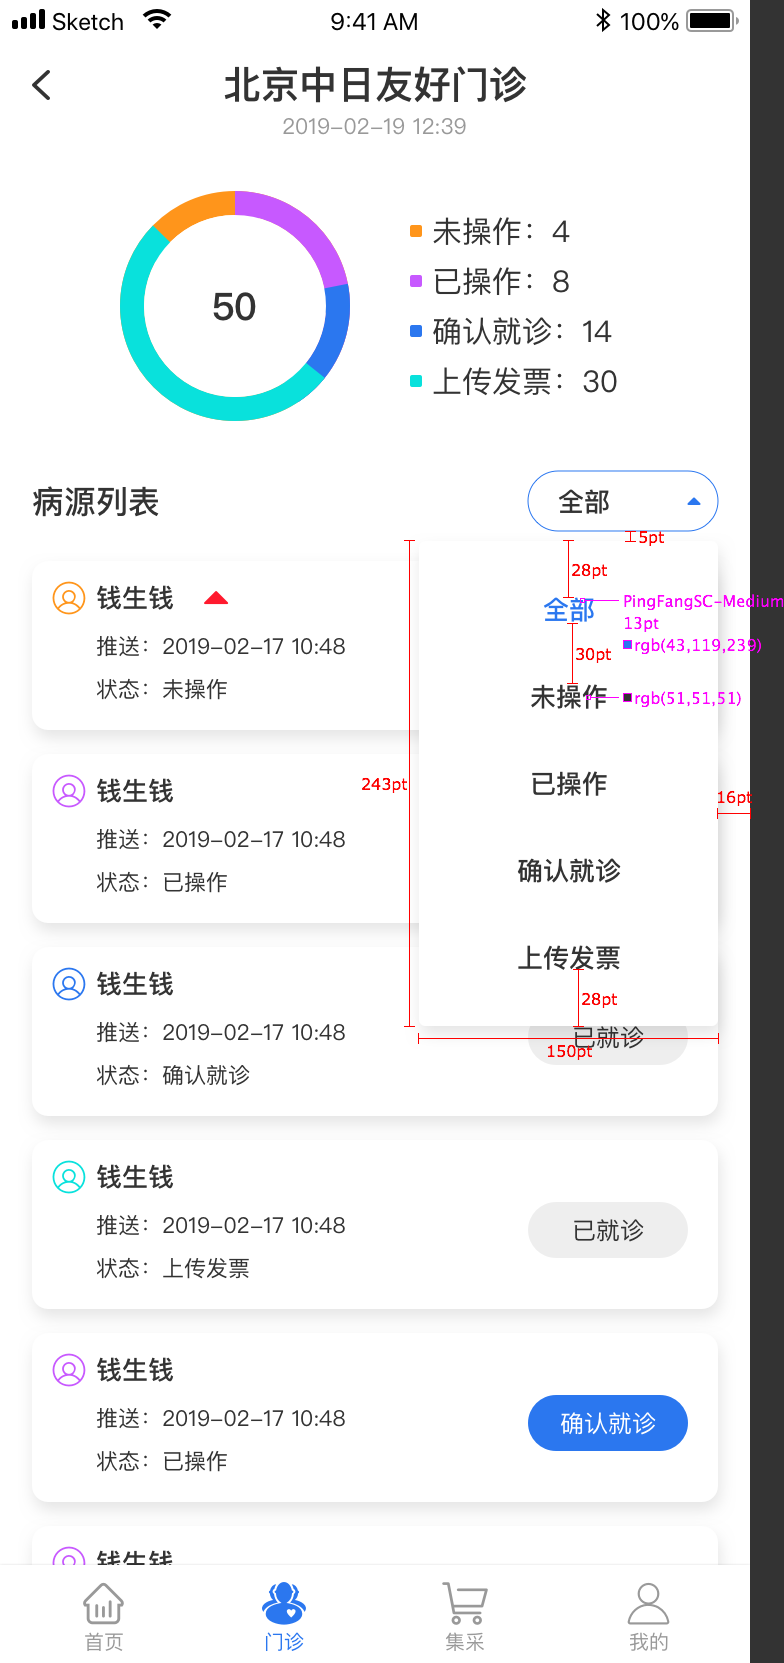 Sketch 9:41 AM 100%
北京中日友好门诊
2019-02-19 12:39
50
未操作：4
已操作：8
确认就诊：14
上传发票：30
病源列表
全部
5pt
28pt
全部
PingFangSC-Medium
13pt
rgb(43,119,239)
30pt
未操作
rgb(51,51,51)
已操作
243pt
16pt
确认就诊
上传发票
28pt
150pt
钱生钱
推送：2019-02-17 10:48
状态：未操作
钱生钱
推送：2019-02-17 10:48
状态：已操作
钱生钱
推送：2019-02-17 10:48
状态：确认就诊
已就诊
钱生钱
推送：2019-02-17 10:48
状态：上传发票
已就诊
钱生钱
推送：2019-02-17 10:48
状态：已操作
确认就诊
钱生钱
首页
门诊
集采
我的